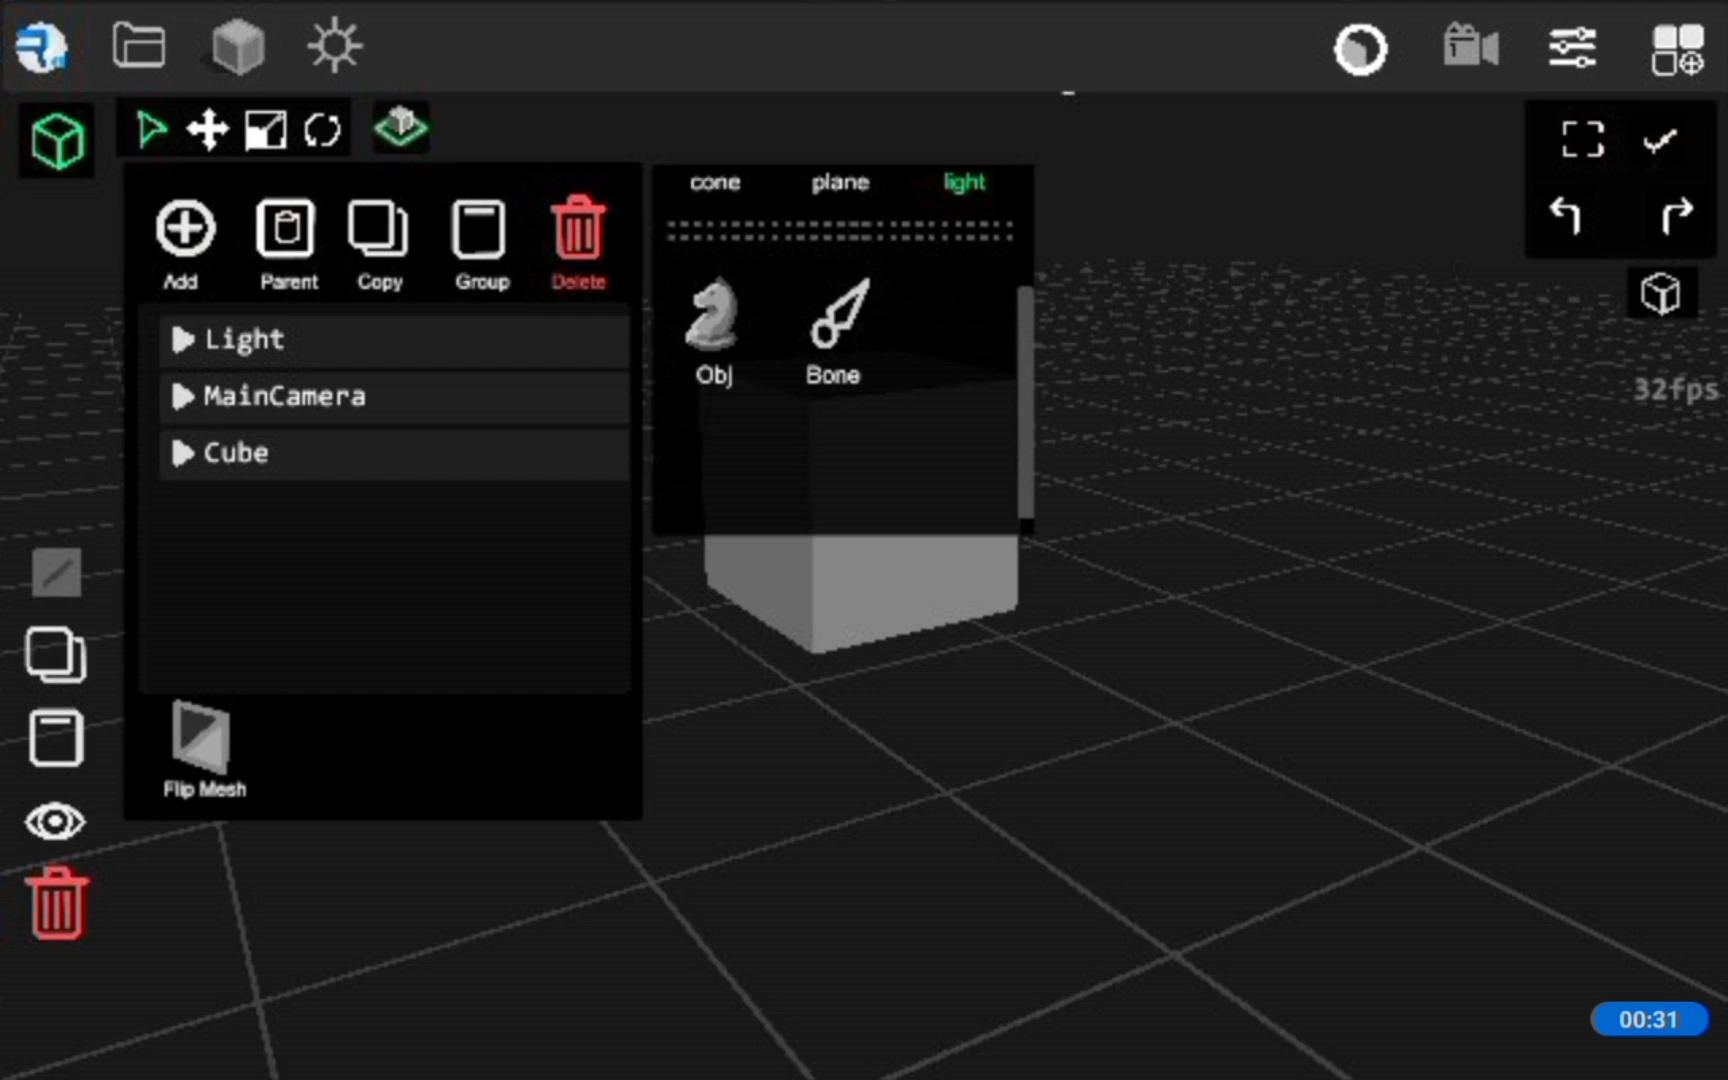 cone plane light
Add Parent Copy Group Delete
Light
MainCamera
Cube
Obj Bone
32fps
Flip Mesh
00:31